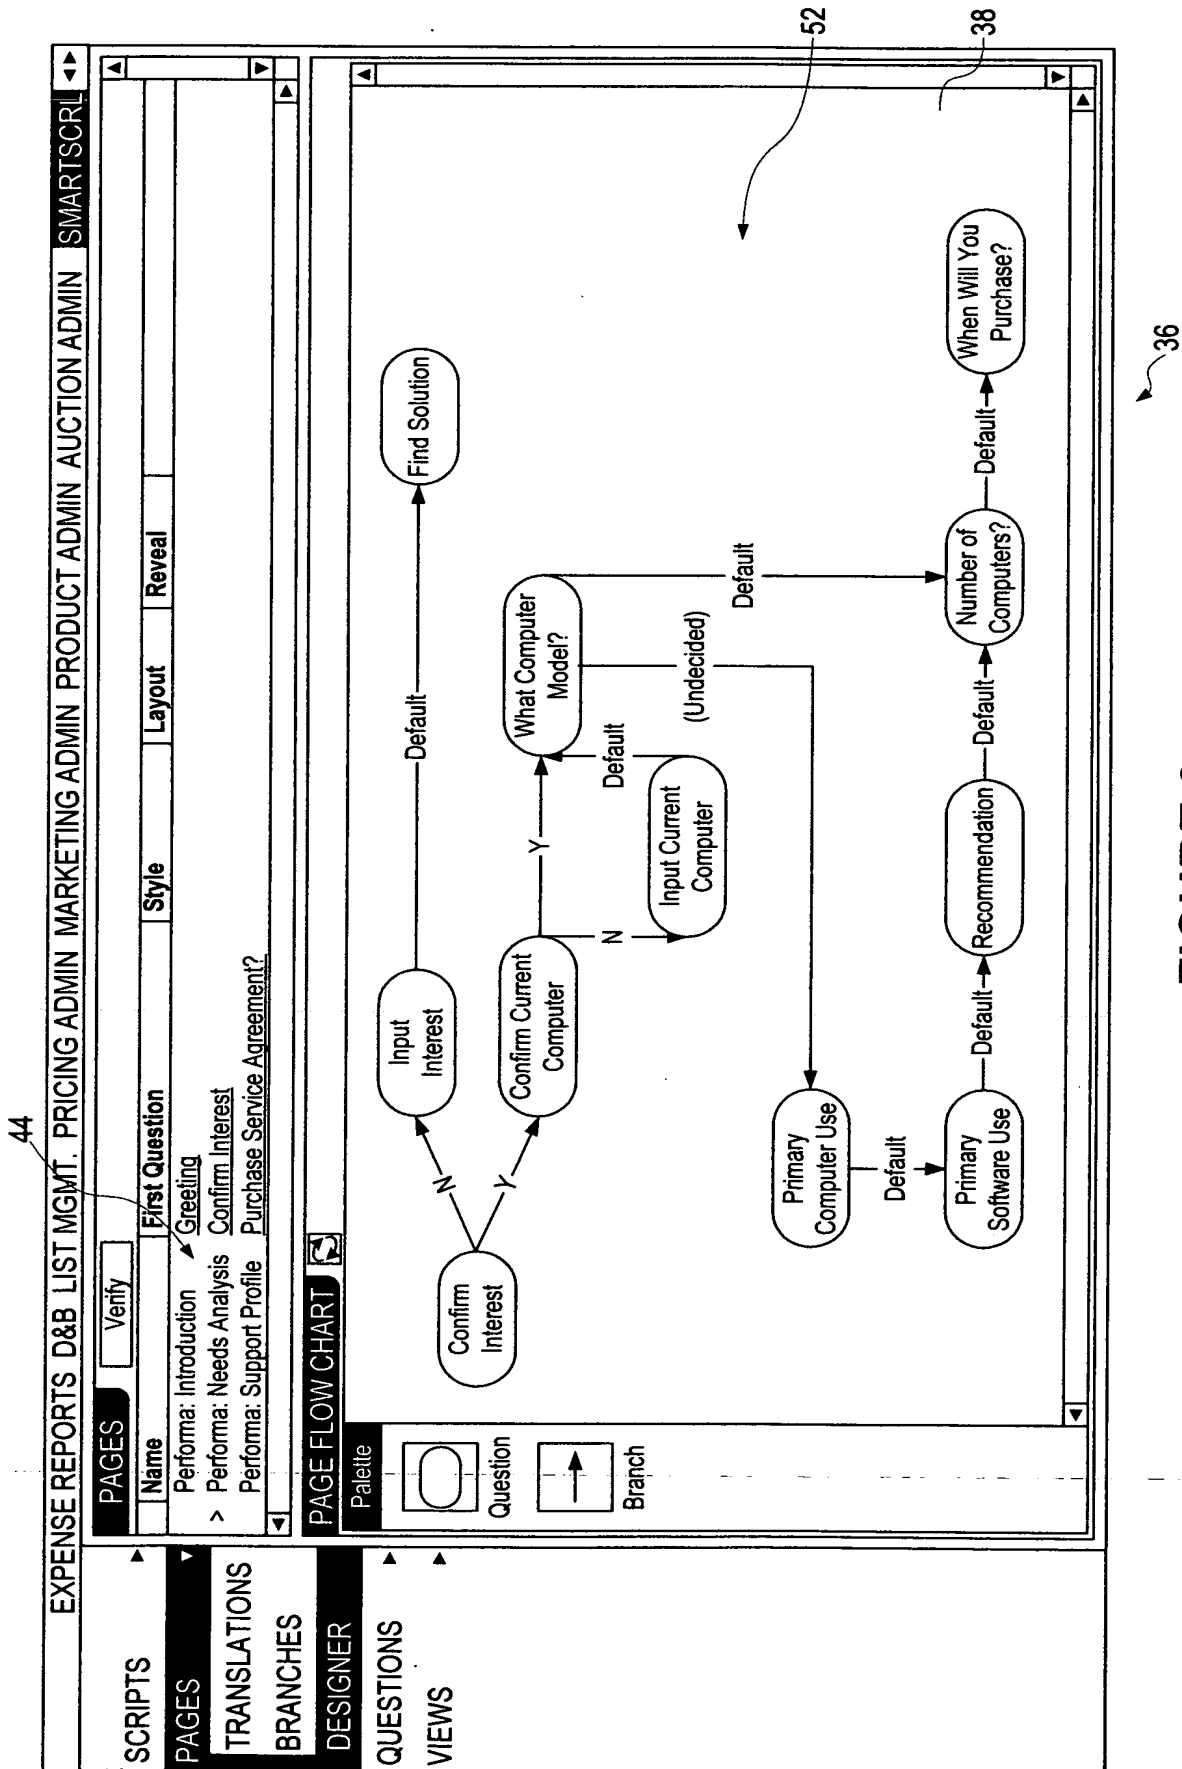 EXPENSE REPORTS D&B LIST MGMT. PRICING ADMIN MARKETING ADMIN PRODUCT ADMIN AUCTION ADMIN SMARTSCRL
44
SCRIPTS
PAGES
TRANSLATIONS
BRANCHES
DESIGNER
QUESTIONS
VIEWS
PAGES Verify
Name First Question Style Layout Reveal
Performa: Introduction Greeting
> Performa: Needs Analysis Confirm Interest
Performa: Support Profile Purchase Service Agreement?
PAGE FLOW CHART
Palette
Question
Branch
Confirm
Interest
N
Y
Input
Interest
Default
Find Solution
Confirm Current
Computer
Y
N
Input Current
Computer
Default
What Computer
Model?
(Undecided)
Default
Primary
Computer Use
Default
Primary
Software Use
Default
Recommendation
Default
Number of
Computers?
Default
When Will You
Purchase?
52
38
36